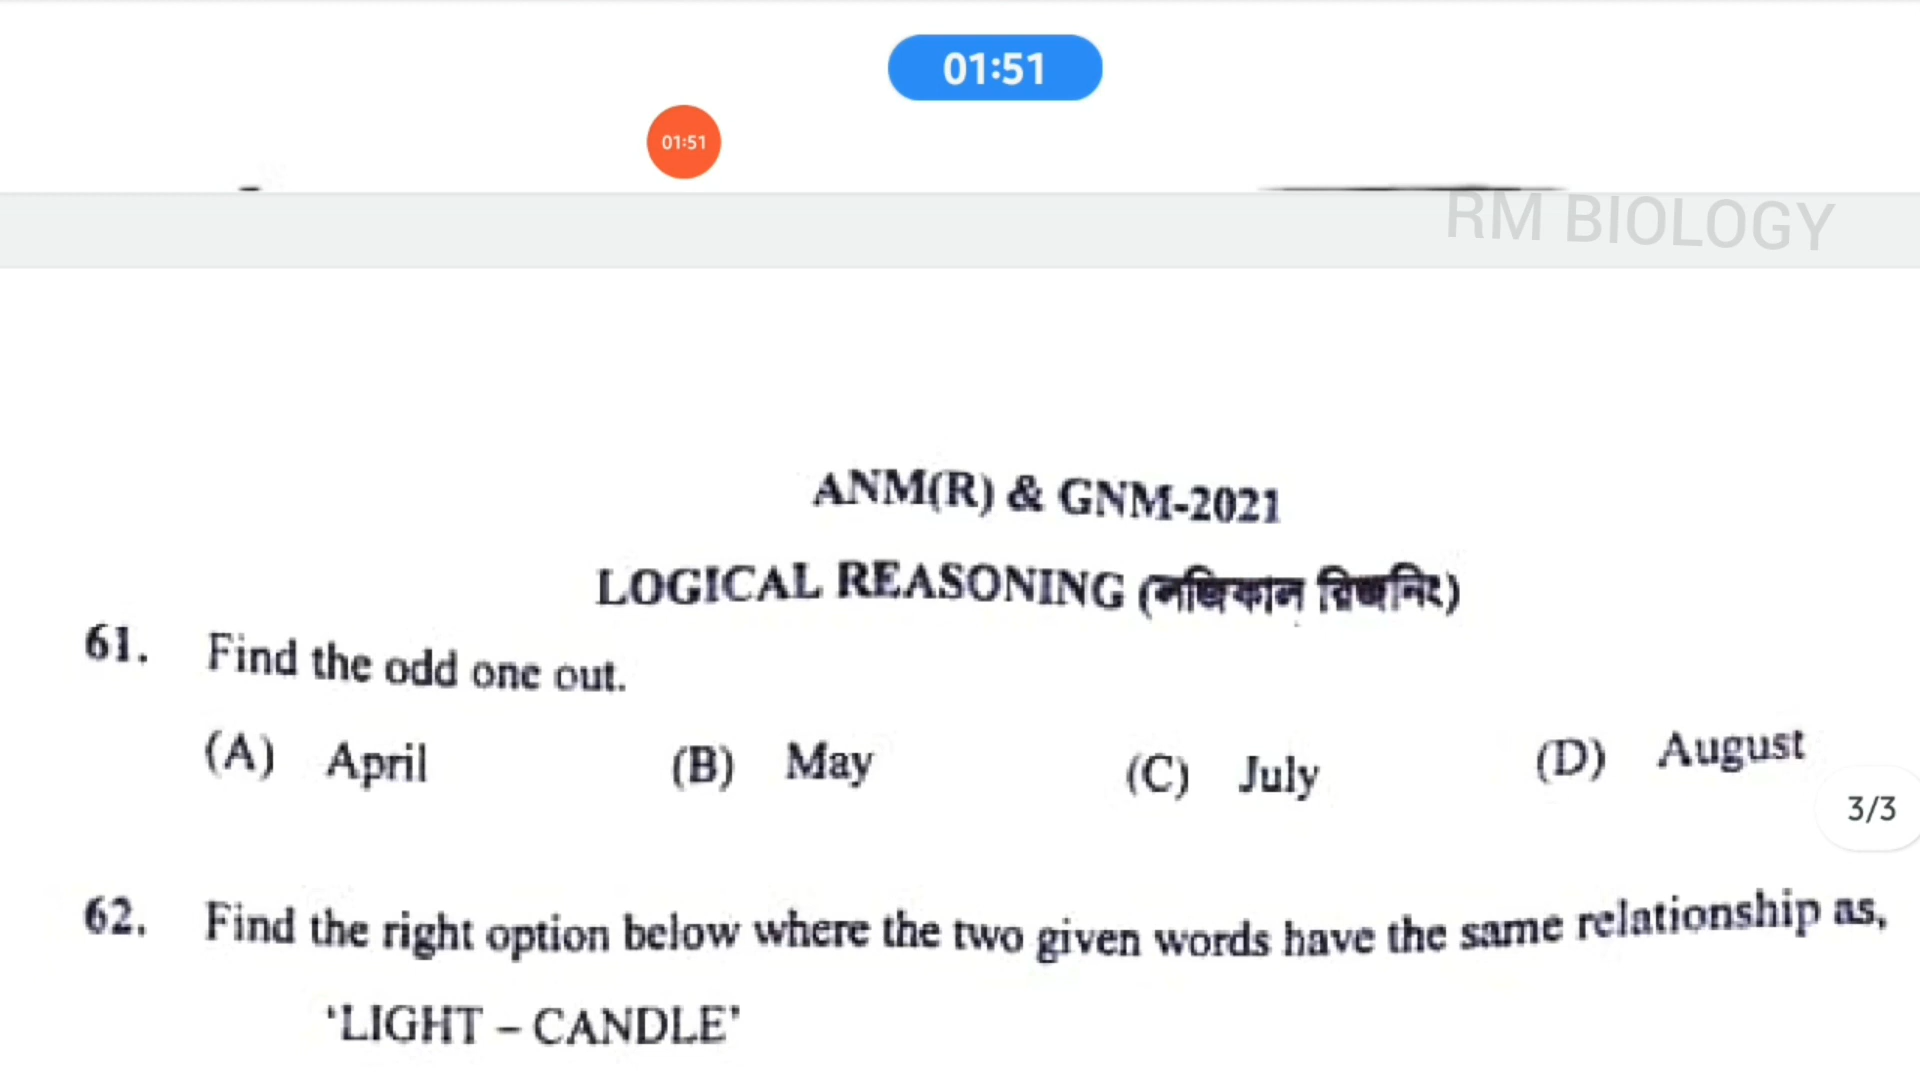 01:51
01:51
RM BIOLOGY
ANM(R) & GNM-2021
LOGICAL REASONING (লজিকাল রিজনিং)
61. Find the odd one out.
(A) April (B) May (C) July (D) August
3/3
62. Find the right option below where the two given words have the same relationship as,
'LIGHT – CANDLE'